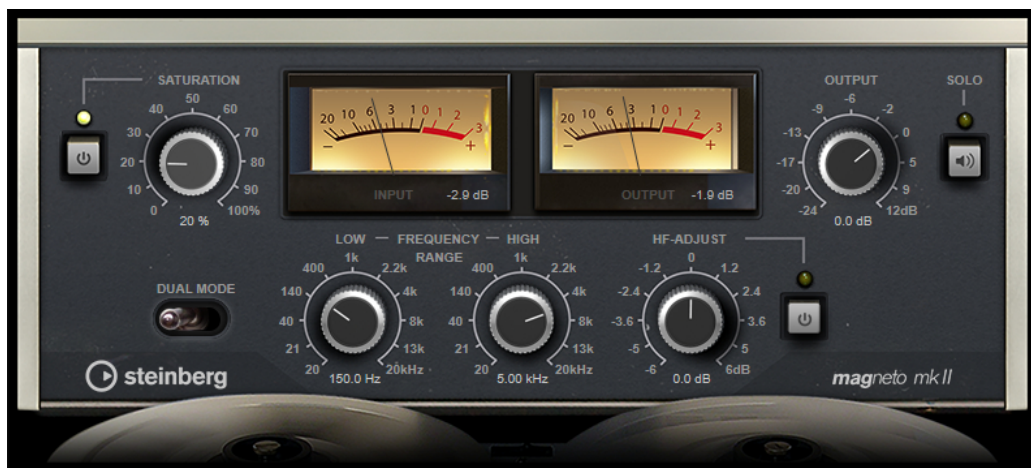 SATURATION
0 10 20 30 40 50 60 70 80 90 100%
20 %
20 10 6 3 1 0 1 2 3
− +
INPUT -2.9 dB
20 10 6 3 1 0 1 2 3
− +
OUTPUT -1.9 dB
OUTPUT
-24 -20 -17 -13 -9 -6 -2 0 5 9 12dB
0.0 dB
SOLO
DUAL MODE
LOW — FREQUENCY — HIGH
RANGE
20 21 40 140 400 1k 2.2k 4k 8k 13k 20kHz
150.0 Hz
20 21 40 140 400 1k 2.2k 4k 8k 13k 20kHz
5.00 kHz
HF-ADJUST
-6 -5 -3.6 -2.4 -1.2 0 1.2 2.4 3.6 5 6dB
0.0 dB
steinberg
magneto mkII